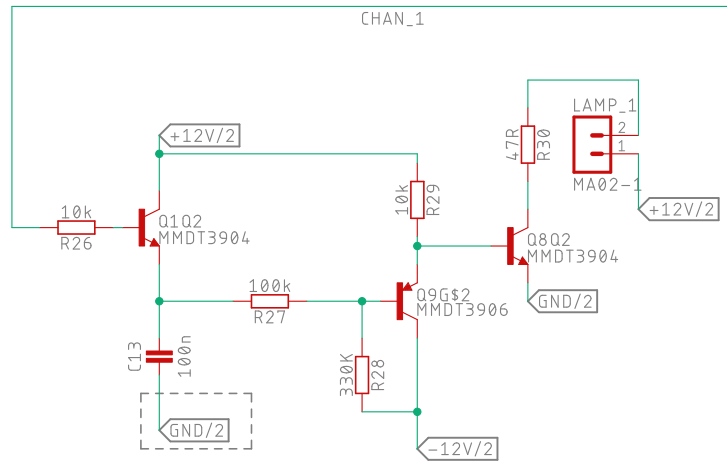 CHAN_1
+12V/2
10k
R26
Q1Q2
MMDT3904
10k
R29
47R
R30
LAMP_1
2
1
MA02-1
+12V/2
Q8Q2
MMDT3904
GND/2
100k
R27
Q9G$2
MMDT3906
C13
100n
330K
R28
GND/2
-12V/2